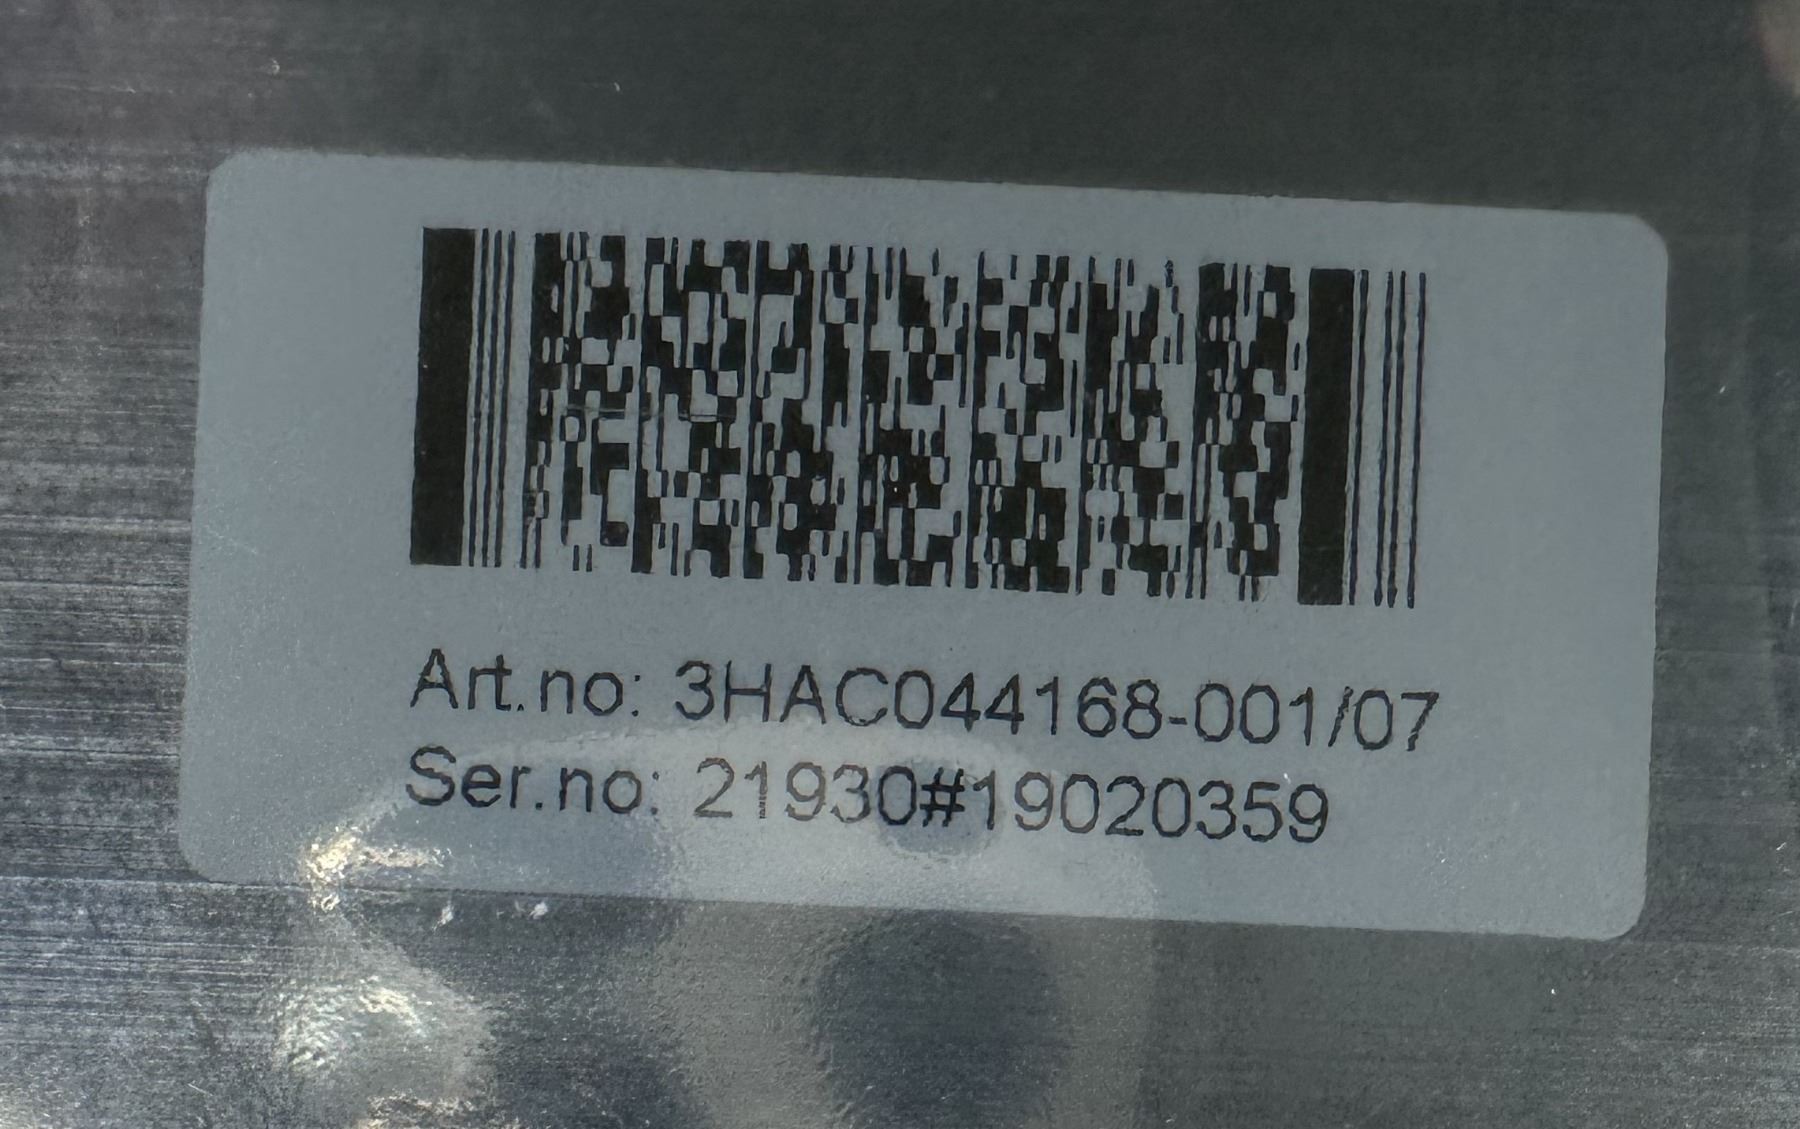 Art.no: 3HAC044168-001/07
Ser.no: 21930#19020359